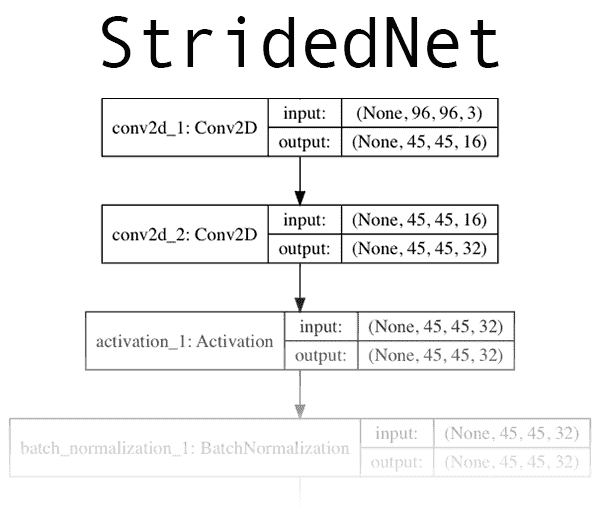 StridedNet
conv2d_1: Conv2D
input:
(None, 96, 96, 3)
output:
(None, 45, 45, 16)
conv2d_2: Conv2D
input:
(None, 45, 45, 16)
output:
(None, 45, 45, 32)
activation_1: Activation
input:
(None, 45, 45, 32)
output:
(None, 45, 45, 32)
batch_normalization_1: BatchNormalization
input:
(None, 45, 45, 32)
output:
(None, 45, 45, 32)